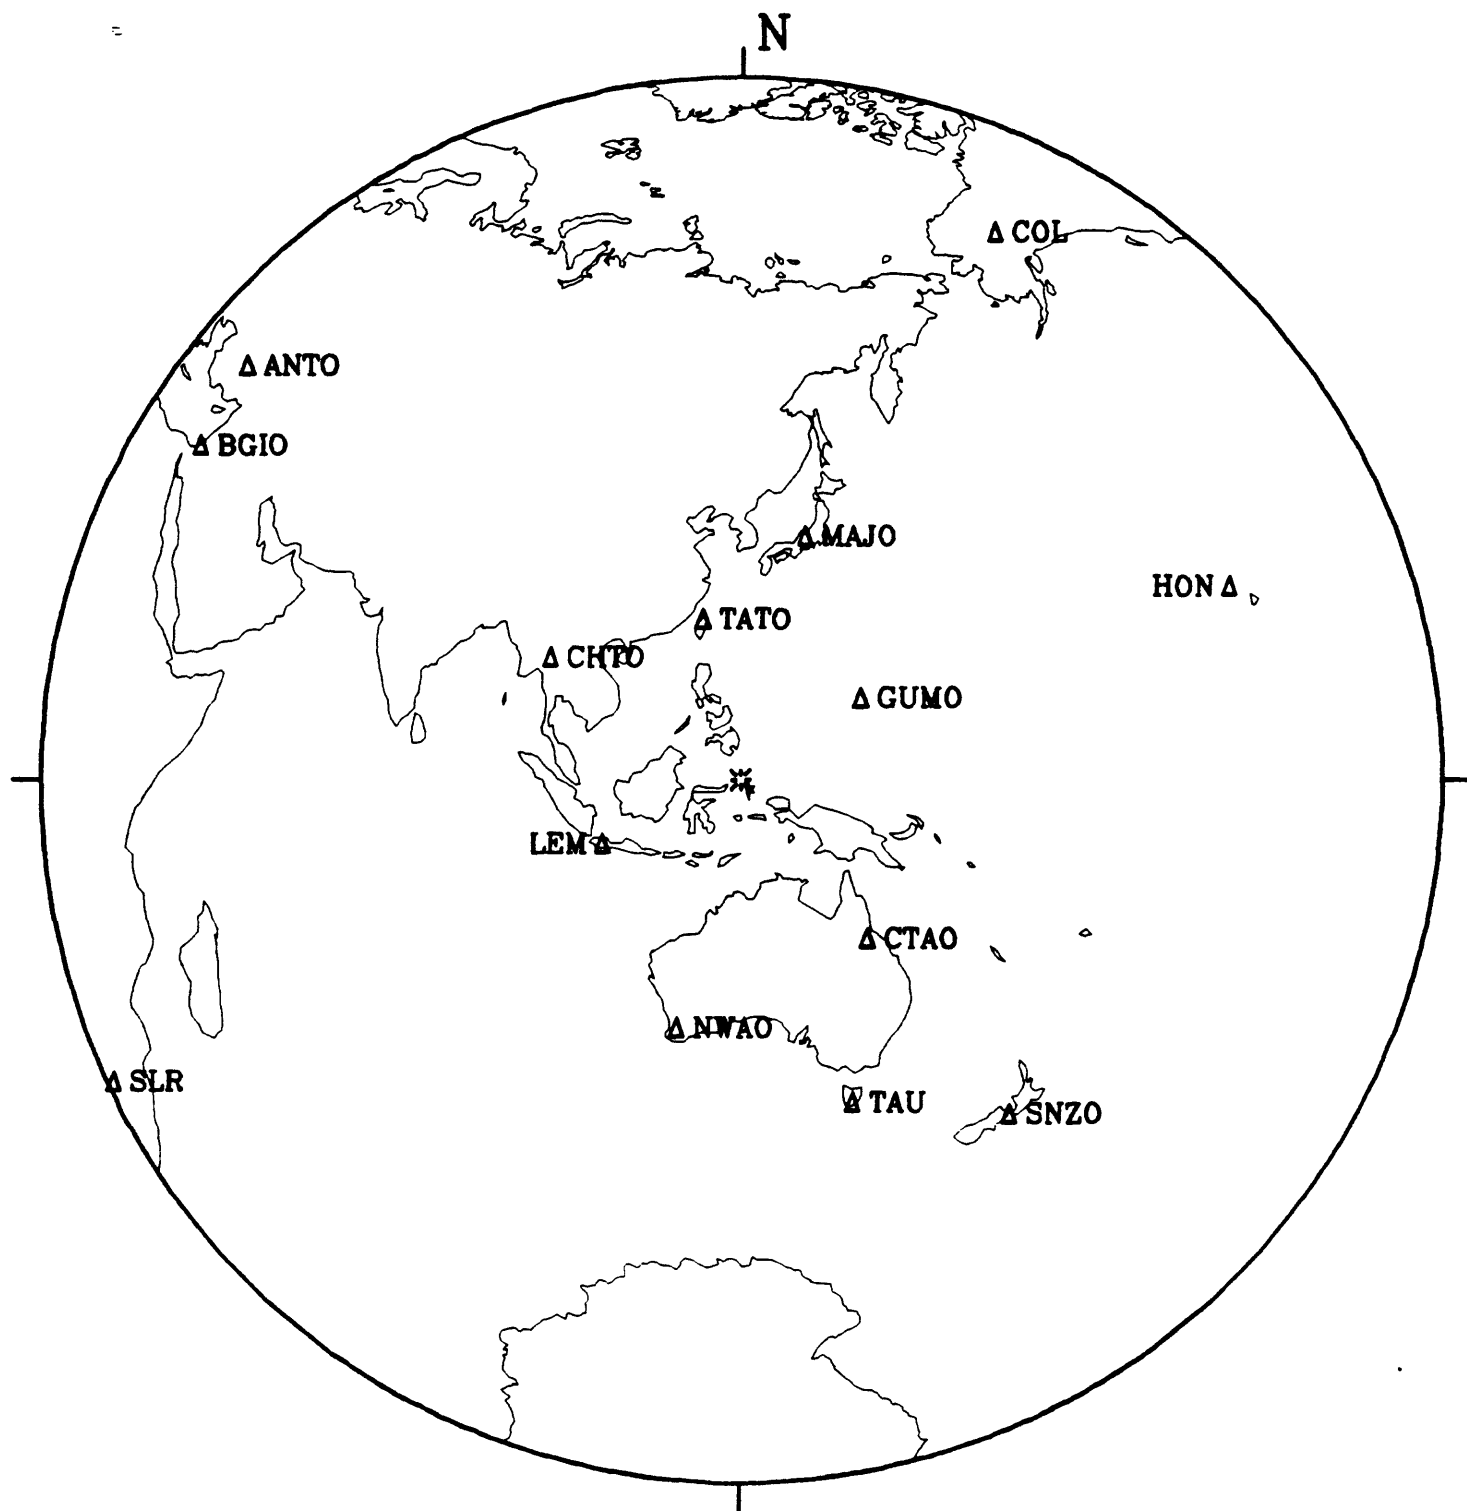 N
COL
ANTO
BGIO
MAJO
HON
TATO
CHTO
GUMO
LEM
CTAO
NWAO
SLR
TAU
SNZO